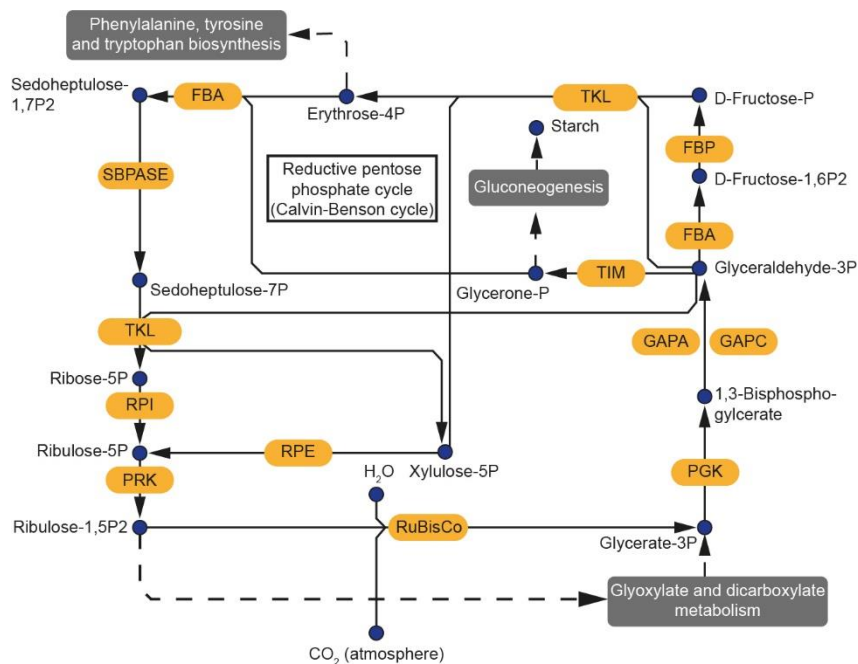 Phenylalanine, tyrosine
and tryptophan biosynthesis
Sedoheptulose-
1,7P2
FBA
Erythrose-4P
TKL
D-Fructose-P
Starch
FBP
SBPASE
Reductive pentose
phosphate cycle
(Calvin-Benson cycle)
Gluconeogenesis
D-Fructose-1,6P2
FBA
Sedoheptulose-7P
Glycerone-P
TIM
Glyceraldehyde-3P
TKL
GAPA
GAPC
Ribose-5P
RPI
1,3-Bisphospho-
gylcerate
Ribulose-5P
RPE
Xylulose-5P
PRK
H2O
PGK
Ribulose-1,5P2
RuBisCo
Glycerate-3P
Glyoxylate and dicarboxylate
metabolism
CO2 (atmosphere)